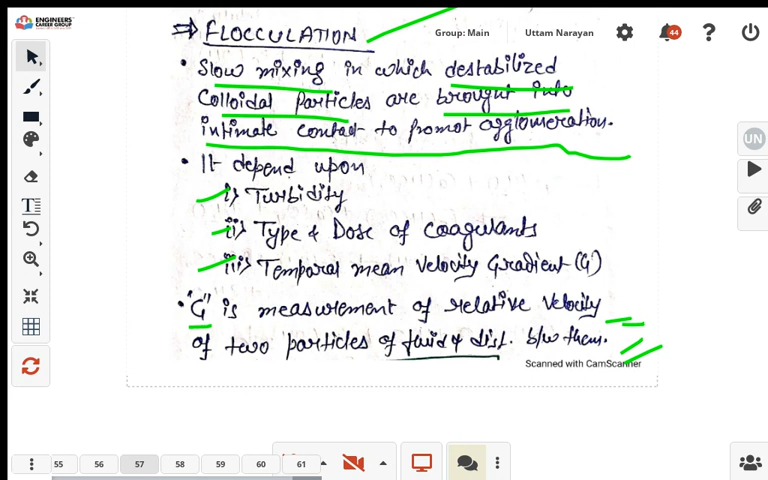 ENGINEERS
CAREER GROUP
Group: Main
Uttam Narayan
44
⇒ FLOCCULATION
• Slow mixing in which destabilized
Colloidal Particles are brought into
intimate contact to promot agglomeration.
• It depend upon
i> Turbidity
ii> Type & Dose of Coagulants
iii> Temporal mean Velocity Gradient (G)
• "G" is measurement of relative Velocity
of two particles of fluid & dist. b/w them.
Scanned with CamScanner
UN
T
55 56 57 58 59 60 61